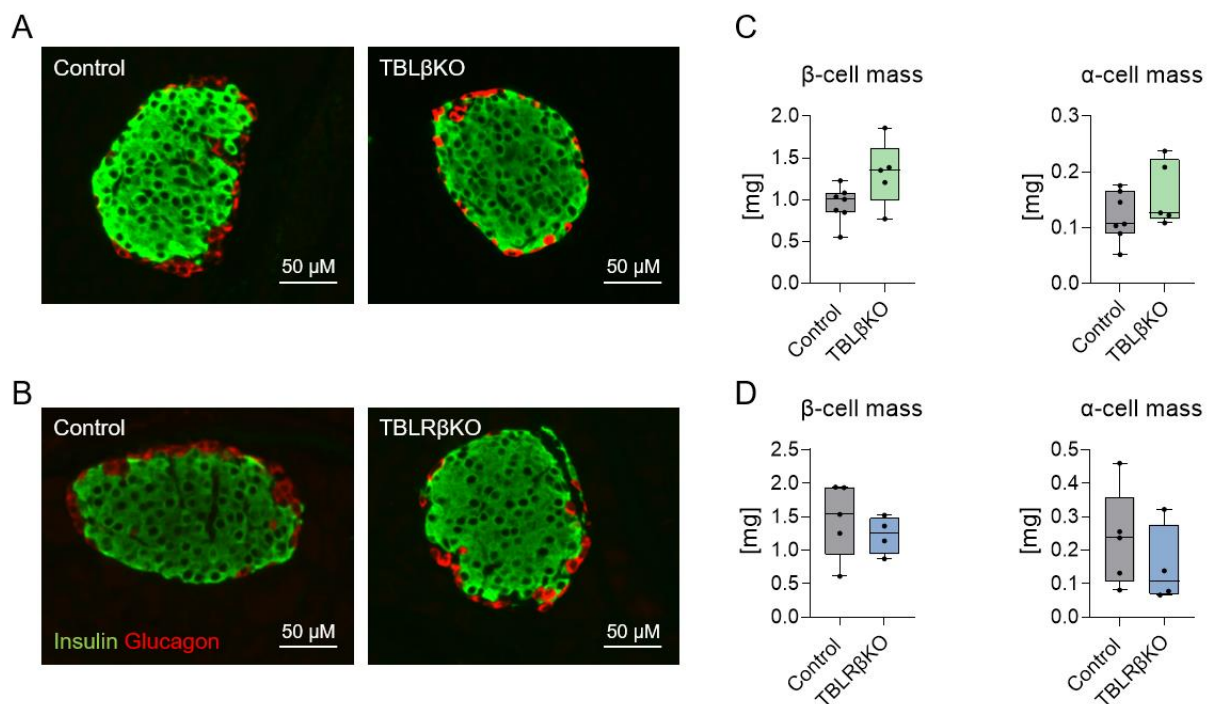 A
Control
50 µM
TBLβKO
50 µM
B
Control
Insulin Glucagon
50 µM
TBLRβKO
50 µM
C
β-cell mass
[mg]
2.0
1.5
1.0
0.5
0.0
Control
TBLβKO
α-cell mass
[mg]
0.3
0.2
0.1
0.0
Control
TBLβKO
D
β-cell mass
[mg]
2.5
2.0
1.5
1.0
0.5
0.0
Control
TBLRβKO
α-cell mass
[mg]
0.5
0.4
0.3
0.2
0.1
0.0
Control
TBLRβKO